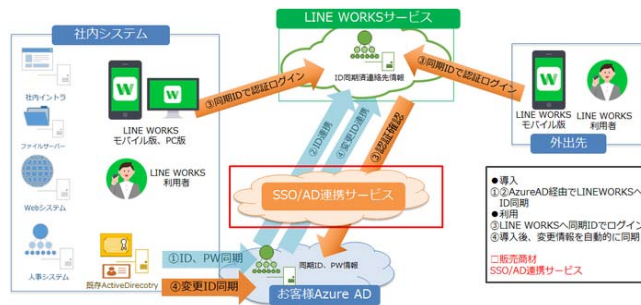 LINE WORKSサービス
社内システム
ID同期済連絡先情報
社内イントラ
ファイルサーバー
Webシステム
人事システム
LINE WORKS
モバイル版、PC版
LINE WORKS
利用者
既存ActiveDirecotry
③同期IDで認証ログイン
③同期IDで認証ログイン
②ID連携
④変更ID連携
③認証確認
SSO/AD連携サービス
①ID、PW同期
④変更ID同期
同期ID、PW情報
お客様Azure AD
LINE WORKS
モバイル版
LINE WORKS
利用者
外出先
●導入
①②AzureAD経由でLINEWORKSへ
ID同期
●利用
③LINE WORKSへ同期IDでログイン
④導入後、変更情報を自動的に同期
□販売商材
SSO/AD連携サービス